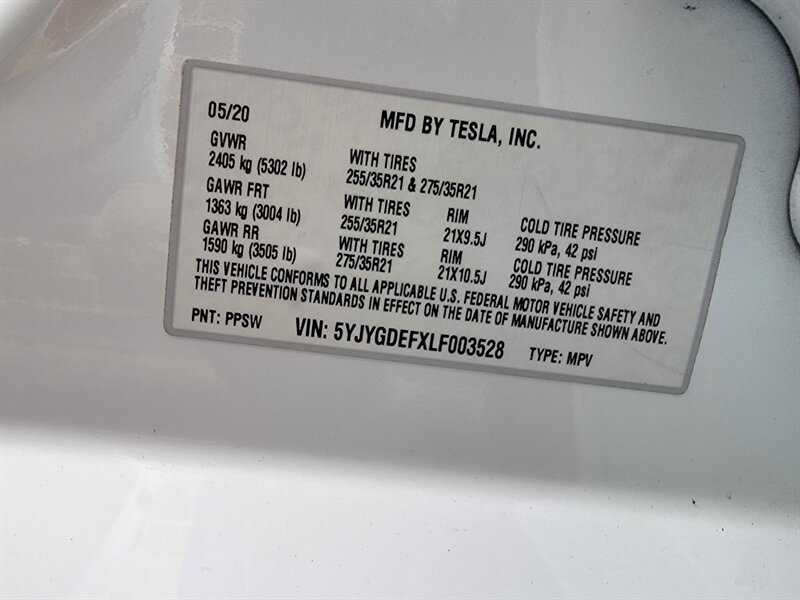 05/20 MFD BY TESLA, INC.
GVWR WITH TIRES
2405 kg (5302 lb) 255/35R21 & 275/35R21
GAWR FRT WITH TIRES RIM COLD TIRE PRESSURE
1363 kg (3004 lb) 255/35R21 21X9.5J 290 kPa, 42 psi
GAWR RR WITH TIRES RIM COLD TIRE PRESSURE
1590 kg (3505 lb) 275/35R21 21X10.5J 290 kPa, 42 psi
THIS VEHICLE CONFORMS TO ALL APPLICABLE U.S. FEDERAL MOTOR VEHICLE SAFETY AND
THEFT PREVENTION STANDARDS IN EFFECT ON THE DATE OF MANUFACTURE SHOWN ABOVE.
PNT: PPSW VIN: 5YJYGDEFXLF003528 TYPE: MPV